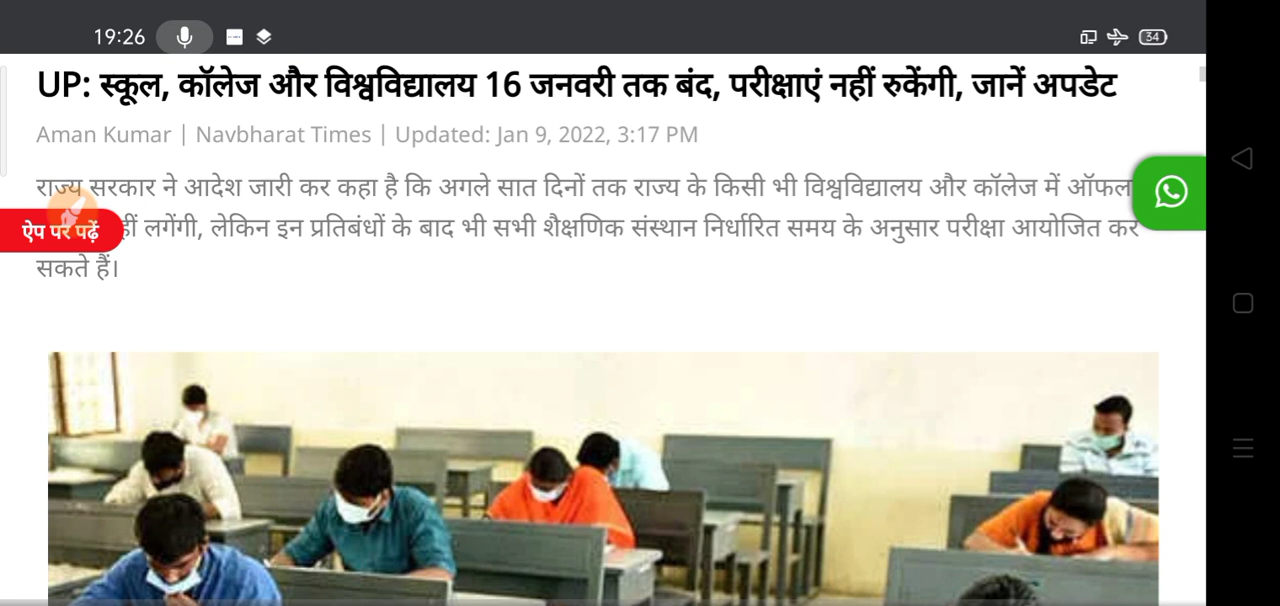 19:26
34
UP: स्कूल, कॉलेज और विश्वविद्यालय 16 जनवरी तक बंद, परीक्षाएं नहीं रुकेंगी, जानें अपडेट
Aman Kumar | Navbharat Times | Updated: Jan 9, 2022, 3:17 PM
राज्य सरकार ने आदेश जारी कर कहा है कि अगले सात दिनों तक राज्य के किसी भी विश्वविद्यालय और कॉलेज में
ऐप पर पढ़ें
लगेंगी, लेकिन इन प्रतिबंधों के बाद भी सभी शैक्षणिक संस्थान निर्धारित समय के अनुसार परीक्षा आयोजित कर
सकते हैं।